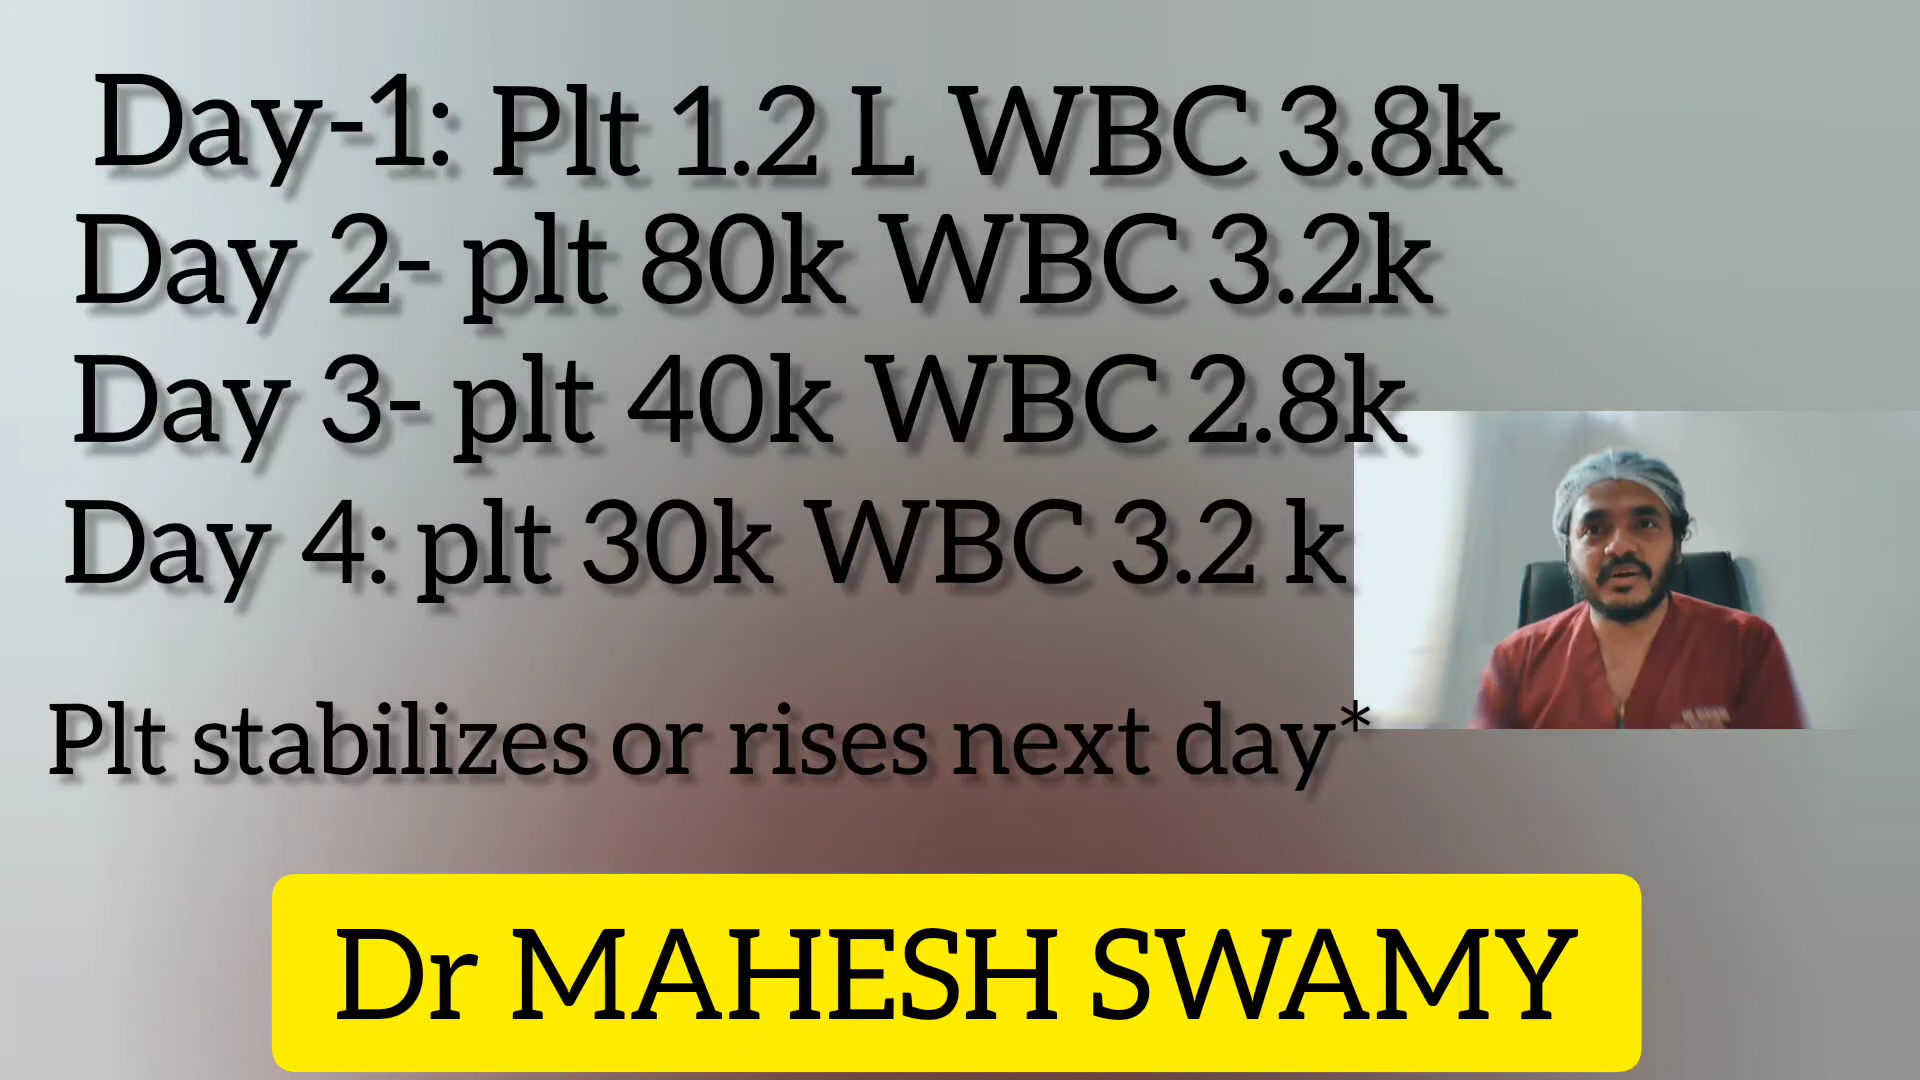 Day-1: Plt 1.2 L WBC 3.8k
Day 2- plt 80k WBC 3.2k
Day 3- plt 40k WBC 2.8k
Day 4: plt 30k WBC 3.2 k
Plt stabilizes or rises next day*
Dr MAHESH SWAMY